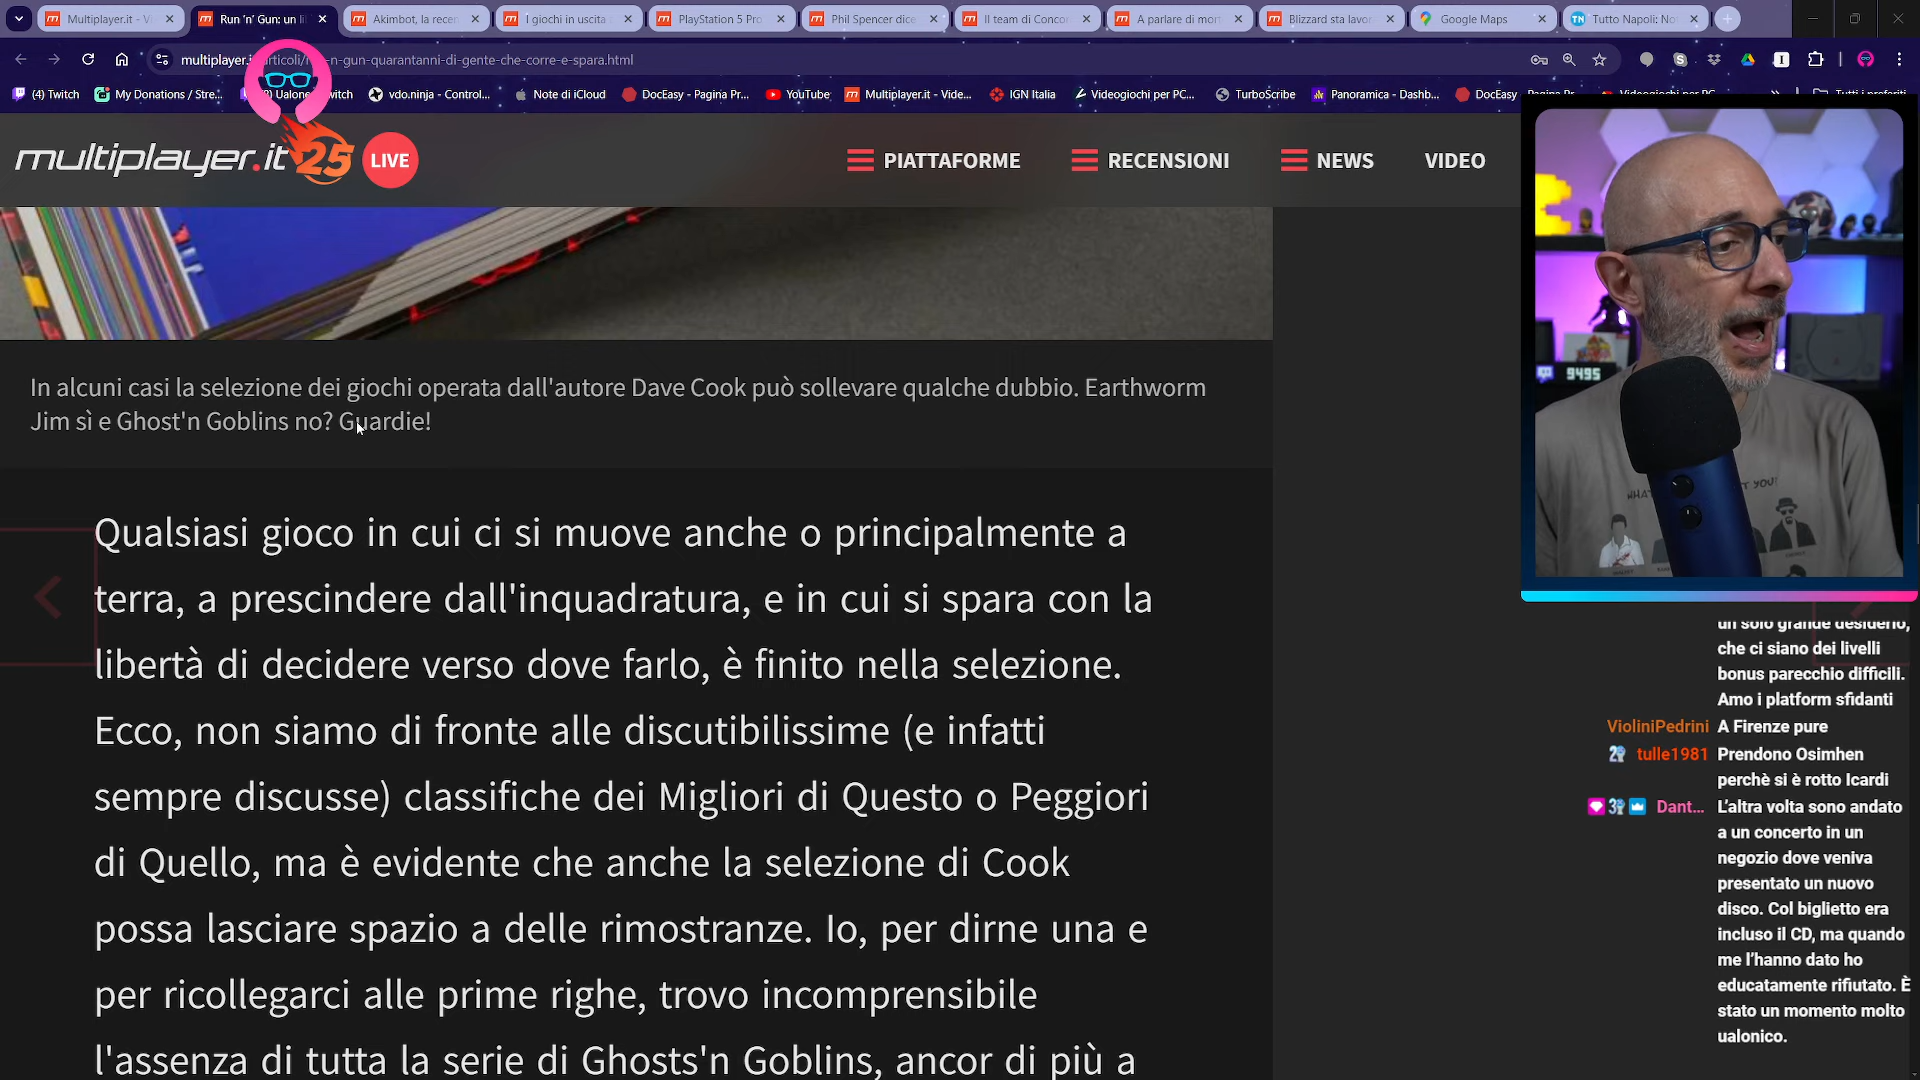 Multiplayer.it - V
Run 'n' Gun: un li
Akimbot, la recen
I giochi in uscita
PlayStation 5 Pro
Phil Spencer dice
Il team di Conco
A parlare di mort
Blizzard sta lavor
Google Maps
Tutto Napoli: No
n-gun-quarantanni-di-gente-che-corre-e-spara.html
(4) Twitch
My Donations / Stre...
vdo.ninja - Control...
Note di iCloud
DocEasy - Pagina Pr...
YouTube
Multiplayer.it - Vide...
IGN Italia
Videogiochi per PC...
TurboScribe
Panoramica - Dashb...
multiplayer.it 25
LIVE
PIATTAFORME
RECENSIONI
NEWS
VIDEO
9495
In alcuni casi la selezione dei giochi operata dall'autore Dave Cook può sollevare qualche dubbio. Earthworm
Jim sì e Ghost'n Goblins no? Guardie!
Qualsiasi gioco in cui ci si muove anche o principalmente a
terra, a prescindere dall'inquadratura, e in cui si spara con la
libertà di decidere verso dove farlo, è finito nella selezione.
Ecco, non siamo di fronte alle discutibilissime (e infatti
sempre discusse) classifiche dei Migliori di Questo o Peggiori
di Quello, ma è evidente che anche la selezione di Cook
possa lasciare spazio a delle rimostranze. Io, per dirne una e
per ricollegarci alle prime righe, trovo incomprensibile
l'assenza di tutta la serie di Ghosts'n Goblins, ancor di più a
un solo grande desiderio,
che ci siano dei livelli
bonus parecchio difficili.
Amo i platform sfidanti
VioliniPedrini A Firenze pure
tulle1981 Prendono Osimhen
perchè si è rotto Icardi
Dant... L'altra volta sono andato
a un concerto in un
negozio dove veniva
presentato un nuovo
disco. Col biglietto era
incluso il CD, ma quando
me l'hanno dato ho
educatamente rifiutato. È
stato un momento molto
ualonico.